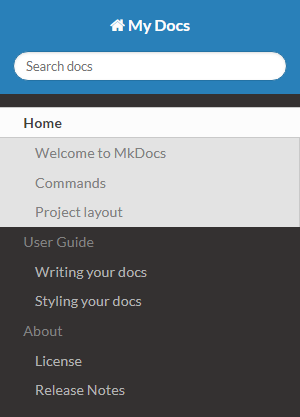 My Docs
Search docs
Home
Welcome to MkDocs
Commands
Project layout
User Guide
Writing your docs
Styling your docs
About
License
Release Notes